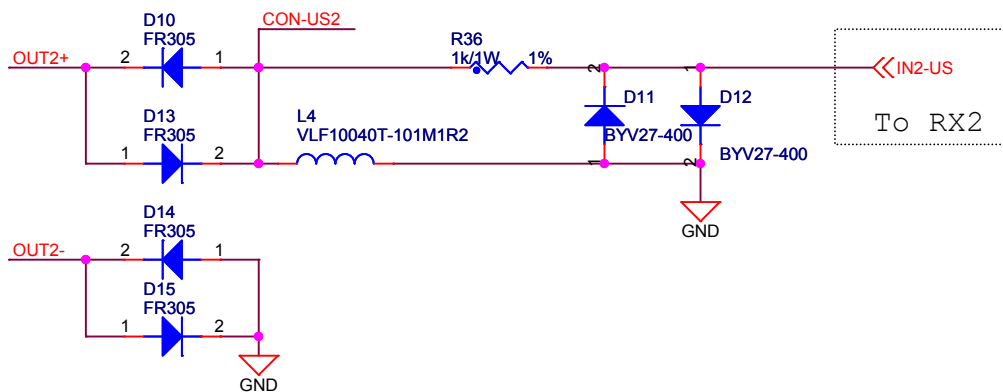 D10
FR305
CON-US2
OUT2+
2
1
R36
1k/1W
1%
2
1
IN2-US
D11
D12
To RX2
D13
FR305
L4
VLF10040T-101M1R2
BYV27-400
BYV27-400
1
2
1
2
GND
D14
FR305
OUT2-
2
1
D15
FR305
1
2
GND